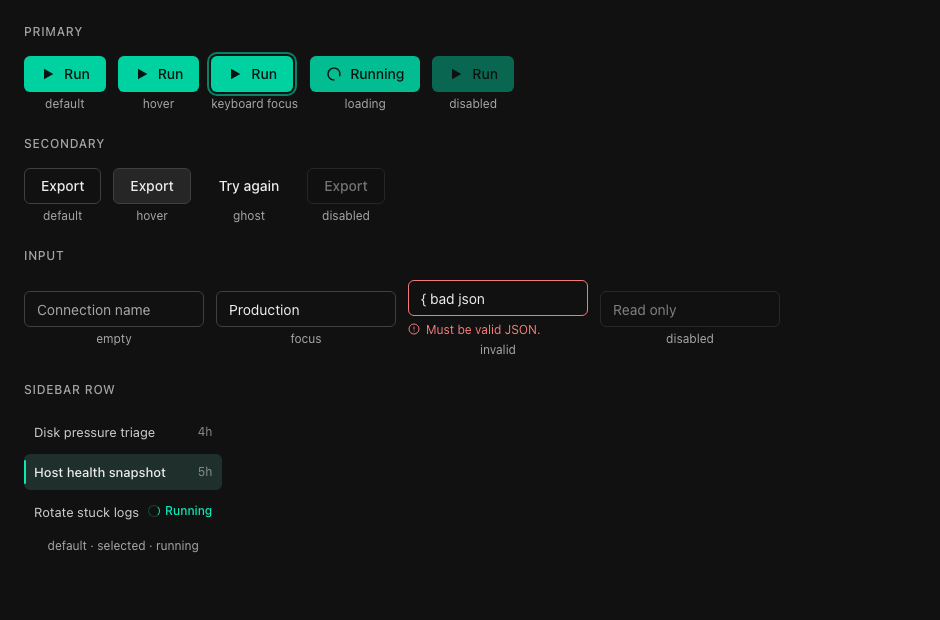 PRIMARY
Run Run Run Running Run
default hover keyboard focus loading disabled
SECONDARY
Export Export Try again Export
default hover ghost disabled
INPUT
Connection name Production { bad json Read only
Must be valid JSON.
empty focus invalid disabled
SIDEBAR ROW
Disk pressure triage 4h
Host health snapshot 5h
Rotate stuck logs Running
default · selected · running